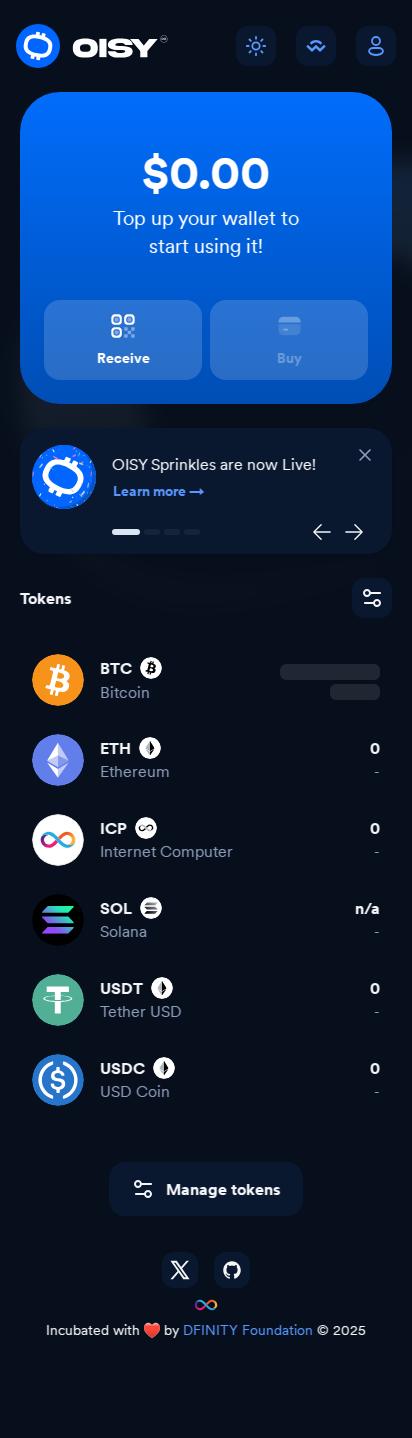 OISY
$0.00
Top up your wallet to
start using it!
Receive
Buy
OISY Sprinkles are now Live!
Learn more →
Tokens
BTC
Bitcoin
ETH
0
Ethereum
-
ICP
0
Internet Computer
-
SOL
n/a
Solana
-
USDT
0
Tether USD
-
USDC
0
USD Coin
-
Manage tokens
Incubated with ❤️ by DFINITY Foundation © 2025